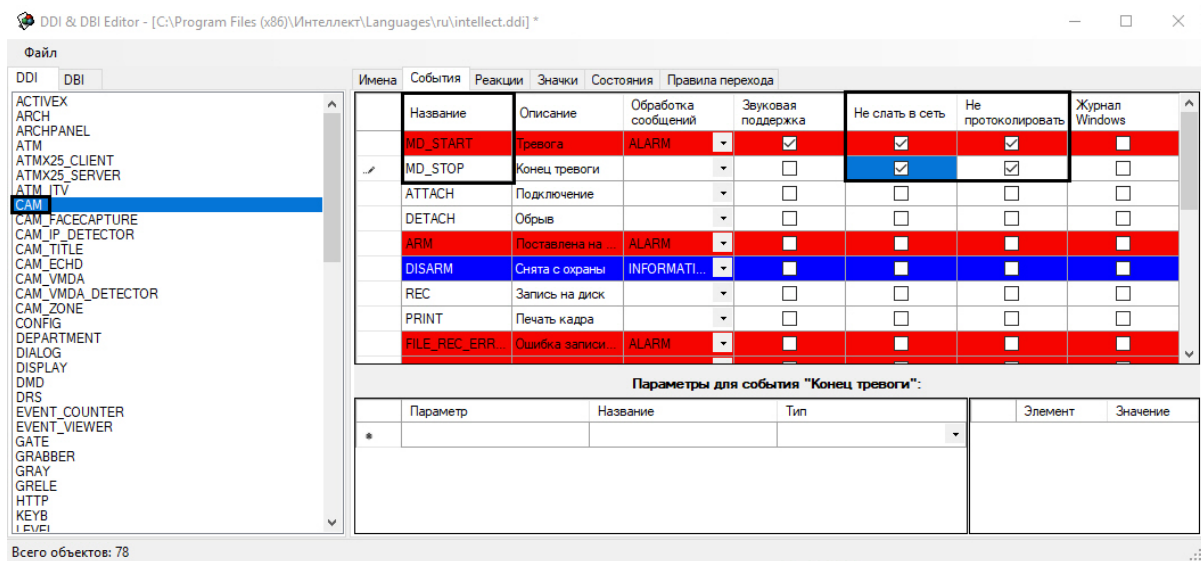 DDI & DBI Editor - [C:\Program Files (x86)\Интеллект\Languages\ru\intellect.ddi] *
Файл
DDI DBI
ACTIVEX
ARCH
ARCHPANEL
ATM
ATMX25_CLIENT
ATMX25_SERVER
ATM_ITV
CAM
CAM_FACECAPTURE
CAM_IP_DETECTOR
CAM_TITLE
CAM_ECHD
CAM_VMDA
CAM_VMDA_DETECTOR
CAM_ZONE
CONFIG
DEPARTMENT
DIALOG
DISPLAY
DMD
DRS
EVENT_COUNTER
EVENT_VIEWER
GATE
GRABBER
GRAY
GRELE
HTTP
KEYB
LEVEL
Имена События Реакции Значки Состояния Правила перехода
Название Описание Обработка сообщений Звуковая поддержка Не слать в сеть Не протоколировать Журнал Windows
MD_START Тревога ALARM
MD_STOP Конец тревоги
ATTACH Подключение
DETACH Обрыв
ARM Поставлена на ... ALARM
DISARM Снята с охраны INFORMATI...
REC Запись на диск
PRINT Печать кадра
FILE_REC_ERR... Ошибка записи... ALARM
Параметры для события "Конец тревоги":
Параметр Название Тип Элемент Значение
Всего объектов: 78